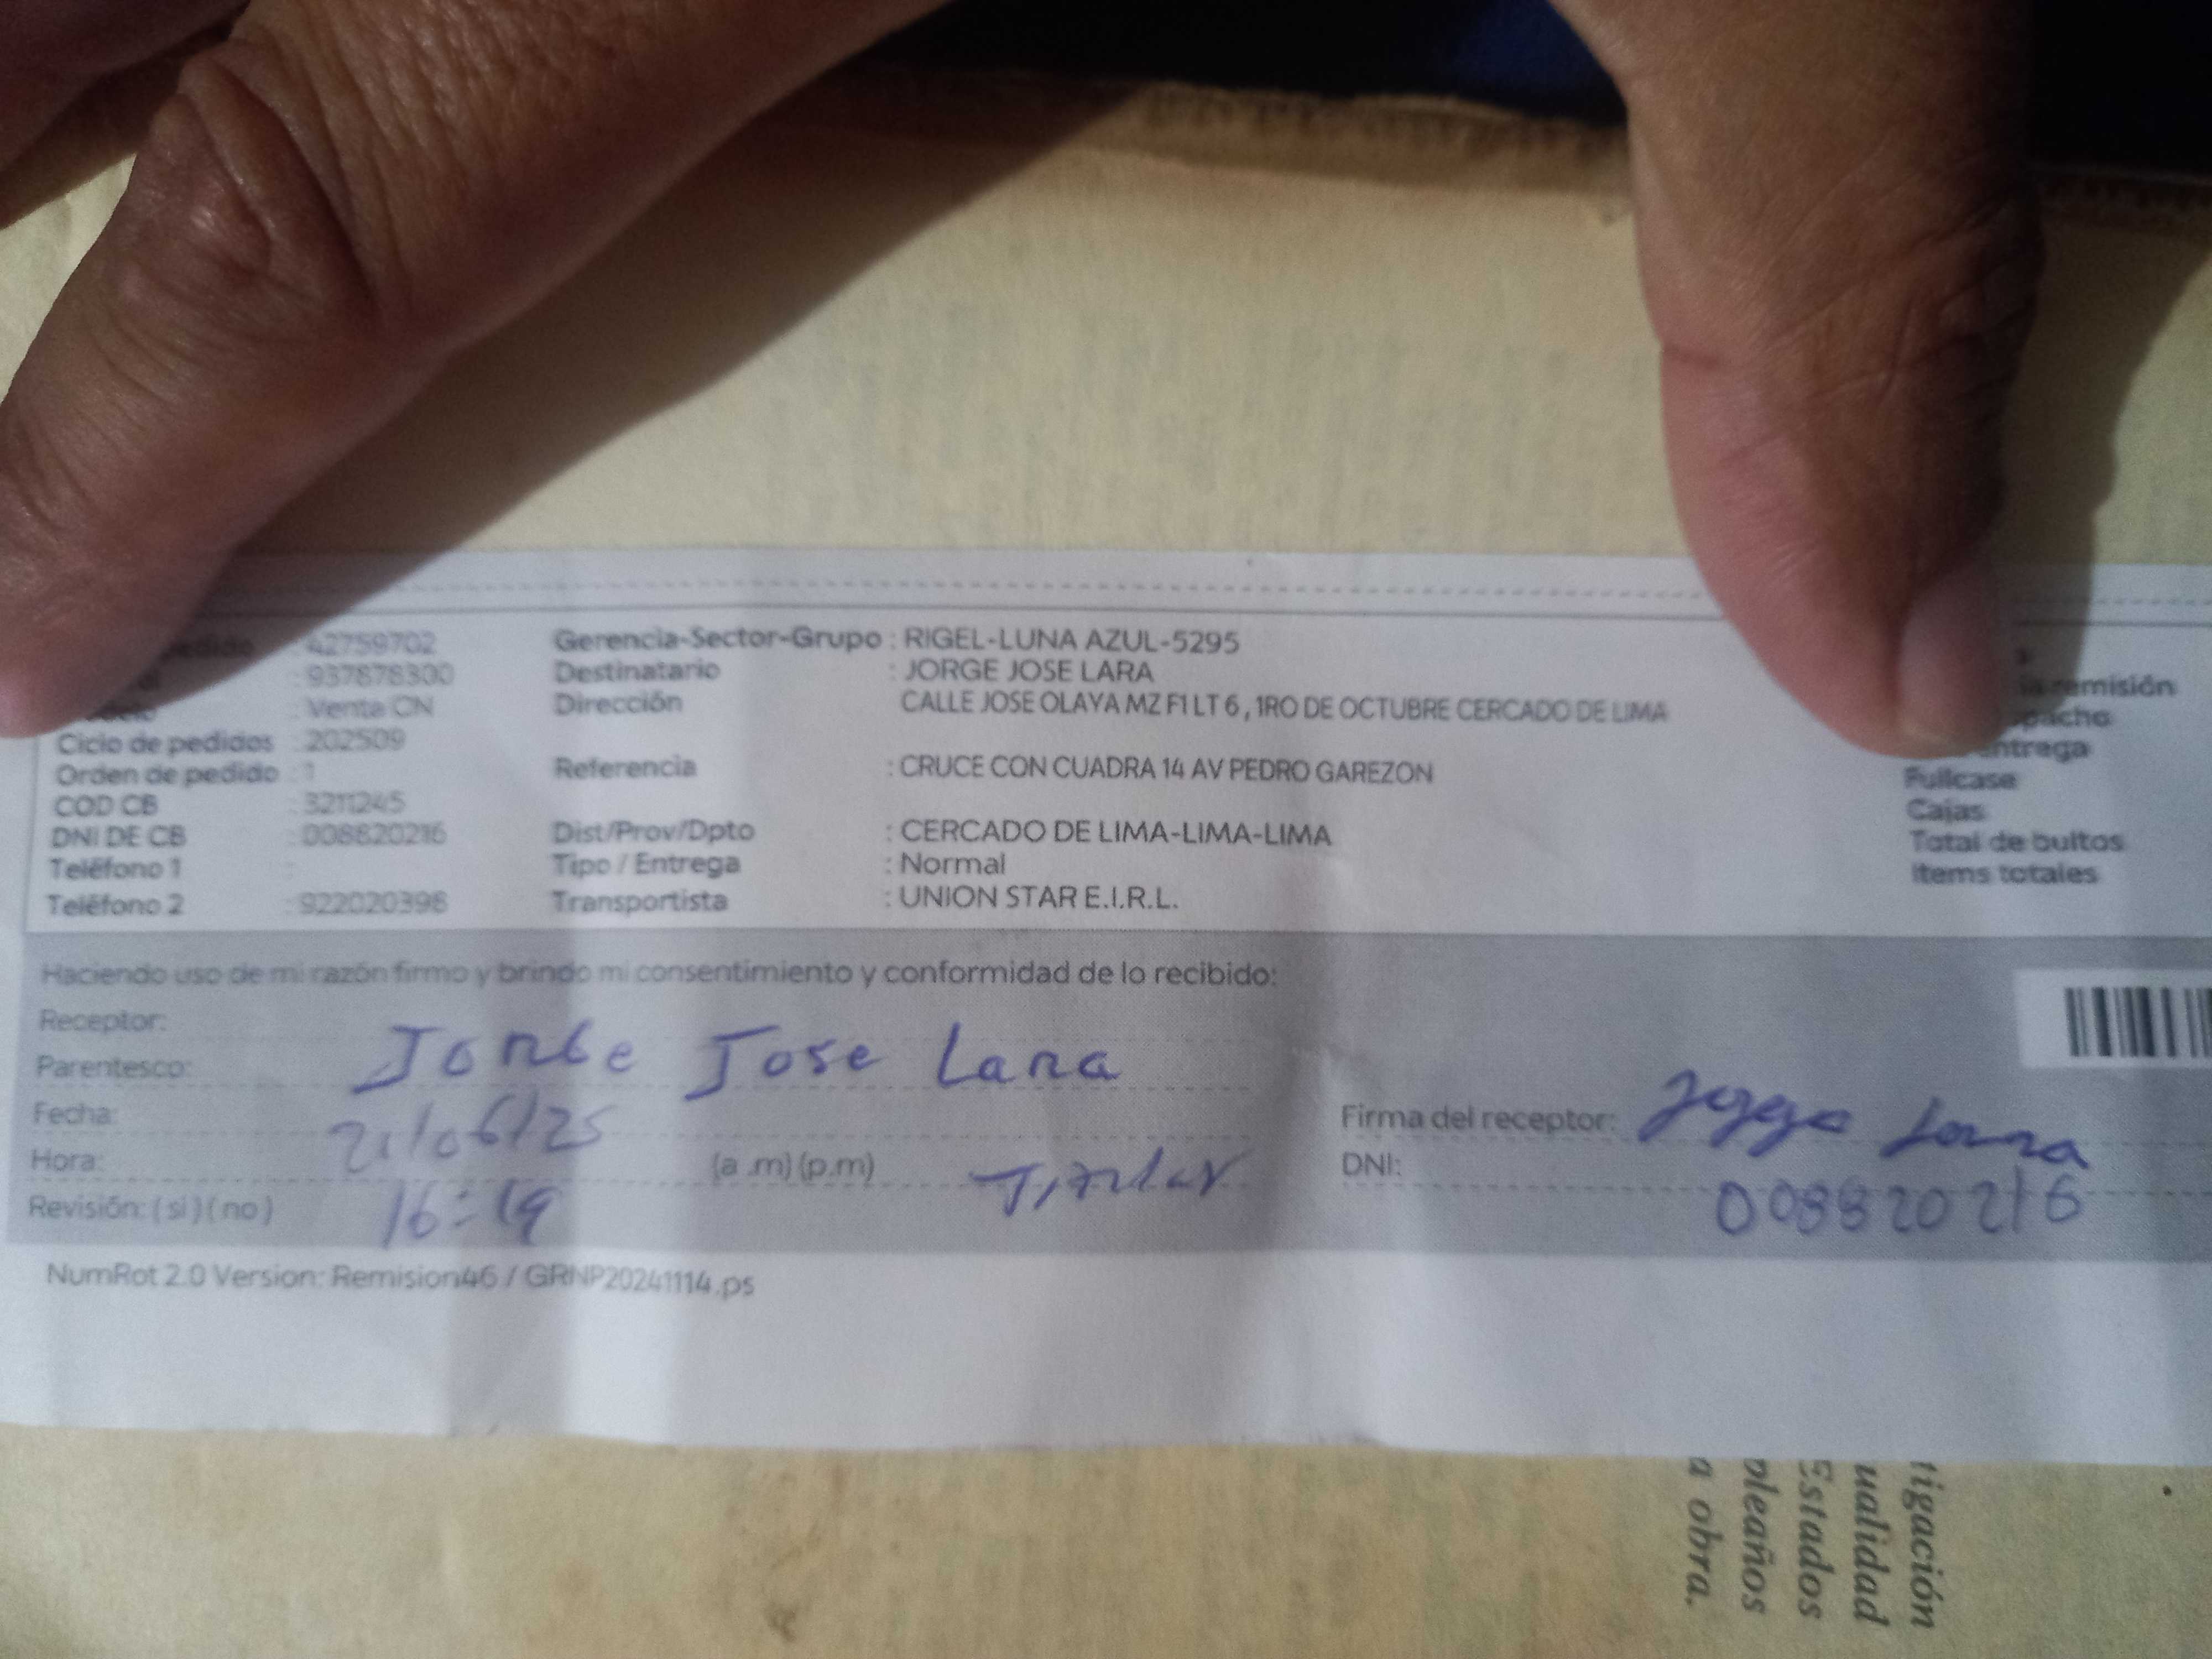 pedido : 42759702 Gerencia-Sector-Grupo : RIGEL-LUNA AZUL-5295
: 937878300 Destinatario : JORGE JOSE LARA
: Venta CN Dirección CALLE JOSE OLAYA MZ F1 LT 6 , 1RO DE OCTUBRE CERCADO DE LIMA
Ciclo de pedidos : 202509
Orden de pedido : 1 Referencia : CRUCE CON CUADRA 14 AV PEDRO GAREZON
COD CB : 3211245
DNI DE CB : 008820216 Dist/Prov/Dpto : CERCADO DE LIMA-LIMA-LIMA
Teléfono 1 : Tipo / Entrega : Normal
Teléfono 2 : 922020396 Transportista : UNION STAR E.I.R.L.
remisión
Fullcase
Cajas
Total de bultos
Items totales
Haciendo uso de mi razón firmo y brindo mi consentimiento y conformidad de lo recibido:
Receptor:
Parentesco: Jorge Jose Lara
Fecha: 21/06/25
Hora: (a .m) (p.m) Titular
Revisión: ( si ) ( no ) 16:19
Firma del receptor: Jorge Lara
DNI: 008820216
NumRot 2.0 Version: Remision46 / GRNP20241114.ps
tigación
ualidad
Estados
pleaños
a obra.